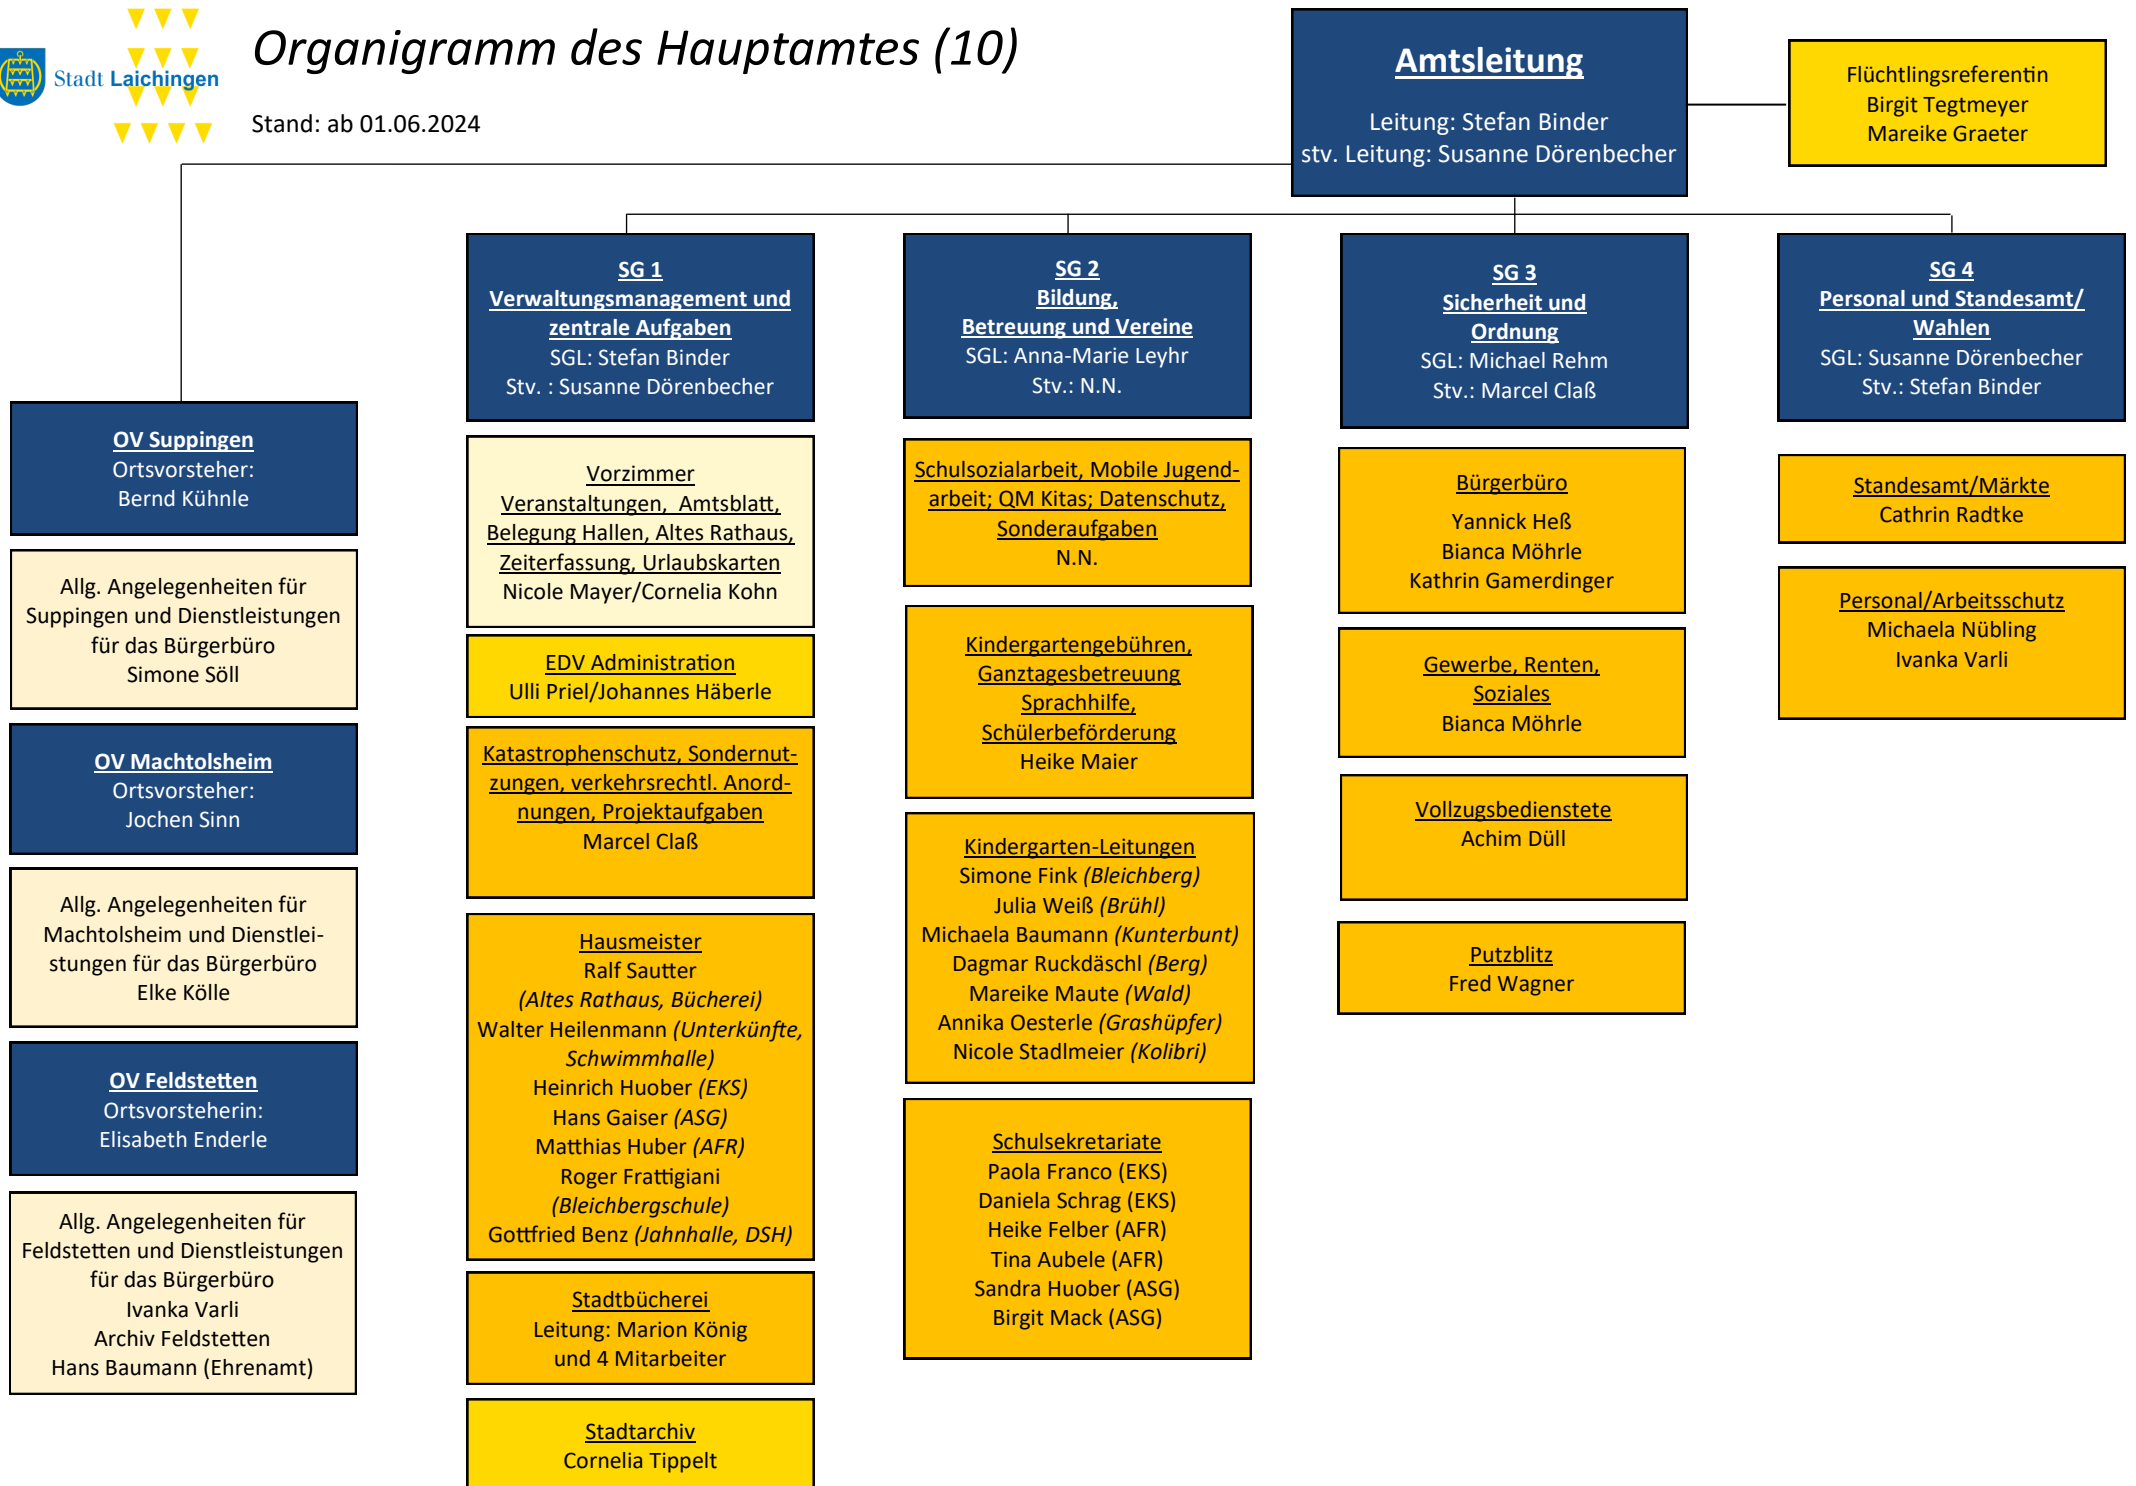 Stadt Laichingen
Organigramm des Hauptamtes (10)
Stand: ab 01.06.2024
Amtsleitung
Leitung: Stefan Binder
stv. Leitung: Susanne Dörenbecher
Flüchtlingsreferentin
Birgit Tegtmeyer
Mareike Graeter
OV Suppingen
Ortsvorsteher:
Bernd Kühnle
Allg. Angelegenheiten für
Suppingen und Dienstleistungen
für das Bürgerbüro
Simone Söll
OV Machtolsheim
Ortsvorsteher:
Jochen Sinn
Allg. Angelegenheiten für
Machtolsheim und Dienstlei-
stungen für das Bürgerbüro
Elke Kölle
OV Feldstetten
Ortsvorsteherin:
Elisabeth Enderle
Allg. Angelegenheiten für
Feldstetten und Dienstleistungen
für das Bürgerbüro
Ivanka Varli
Archiv Feldstetten
Hans Baumann (Ehrenamt)
SG 1
Verwaltungsmanagement und
zentrale Aufgaben
SGL: Stefan Binder
Stv. : Susanne Dörenbecher
Vorzimmer
Veranstaltungen, Amtsblatt,
Belegung Hallen, Altes Rathaus,
Zeiterfassung, Urlaubskarten
Nicole Mayer/Cornelia Kohn
EDV Administration
Ulli Priel/Johannes Häberle
Katastrophenschutz, Sondernut-
zungen, verkehrsrechtl. Anord-
nungen, Projektaufgaben
Marcel Claß
Hausmeister
Ralf Sautter
(Altes Rathaus, Bücherei)
Walter Heilenmann (Unterkünfte,
Schwimmhalle)
Heinrich Huober (EKS)
Hans Gaiser (ASG)
Matthias Huber (AFR)
Roger Frattigiani
(Bleichbergschule)
Gottfried Benz (Jahnhalle, DSH)
Stadtbücherei
Leitung: Marion König
und 4 Mitarbeiter
Stadtarchiv
Cornelia Tippelt
SG 2
Bildung,
Betreuung und Vereine
SGL: Anna-Marie Leyhr
Stv.: N.N.
Schulsozialarbeit, Mobile Jugend-
arbeit; QM Kitas; Datenschutz,
Sonderaufgaben
N.N.
Kindergartengebühren,
Ganztagesbetreuung
Sprachhilfe,
Schülerbeförderung
Heike Maier
Kindergarten-Leitungen
Simone Fink (Bleichberg)
Julia Weiß (Brühl)
Michaela Baumann (Kunterbunt)
Dagmar Ruckdäschl (Berg)
Mareike Maute (Wald)
Annika Oesterle (Grashüpfer)
Nicole Stadlmeier (Kolibri)
Schulsekretariate
Paola Franco (EKS)
Daniela Schrag (EKS)
Heike Felber (AFR)
Tina Aubele (AFR)
Sandra Huober (ASG)
Birgit Mack (ASG)
SG 3
Sicherheit und
Ordnung
SGL: Michael Rehm
Stv.: Marcel Claß
Bürgerbüro
Yannick Heß
Bianca Möhrle
Kathrin Gamerdinger
Gewerbe, Renten,
Soziales
Bianca Möhrle
Vollzugsbedienstete
Achim Düll
Putzblitz
Fred Wagner
SG 4
Personal und Standesamt/
Wahlen
SGL: Susanne Dörenbecher
Stv.: Stefan Binder
Standesamt/Märkte
Cathrin Radtke
Personal/Arbeitsschutz
Michaela Nübling
Ivanka Varli